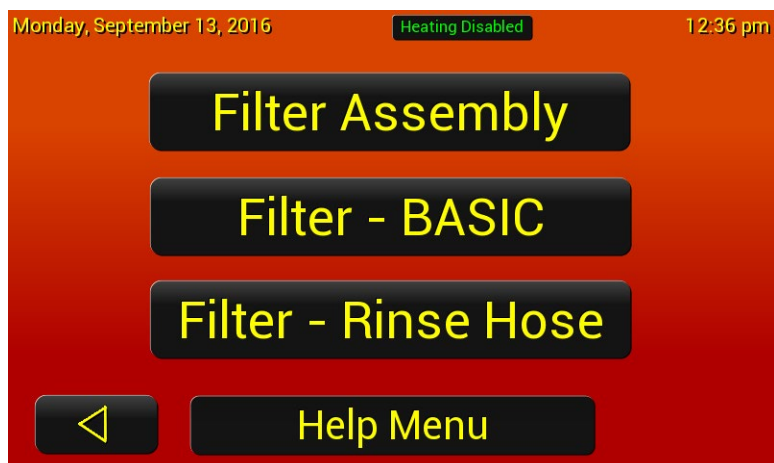 Monday, September 13, 2016 Heating Disabled 12:36 pm
Filter Assembly
Filter - BASIC
Filter - Rinse Hose
Help Menu